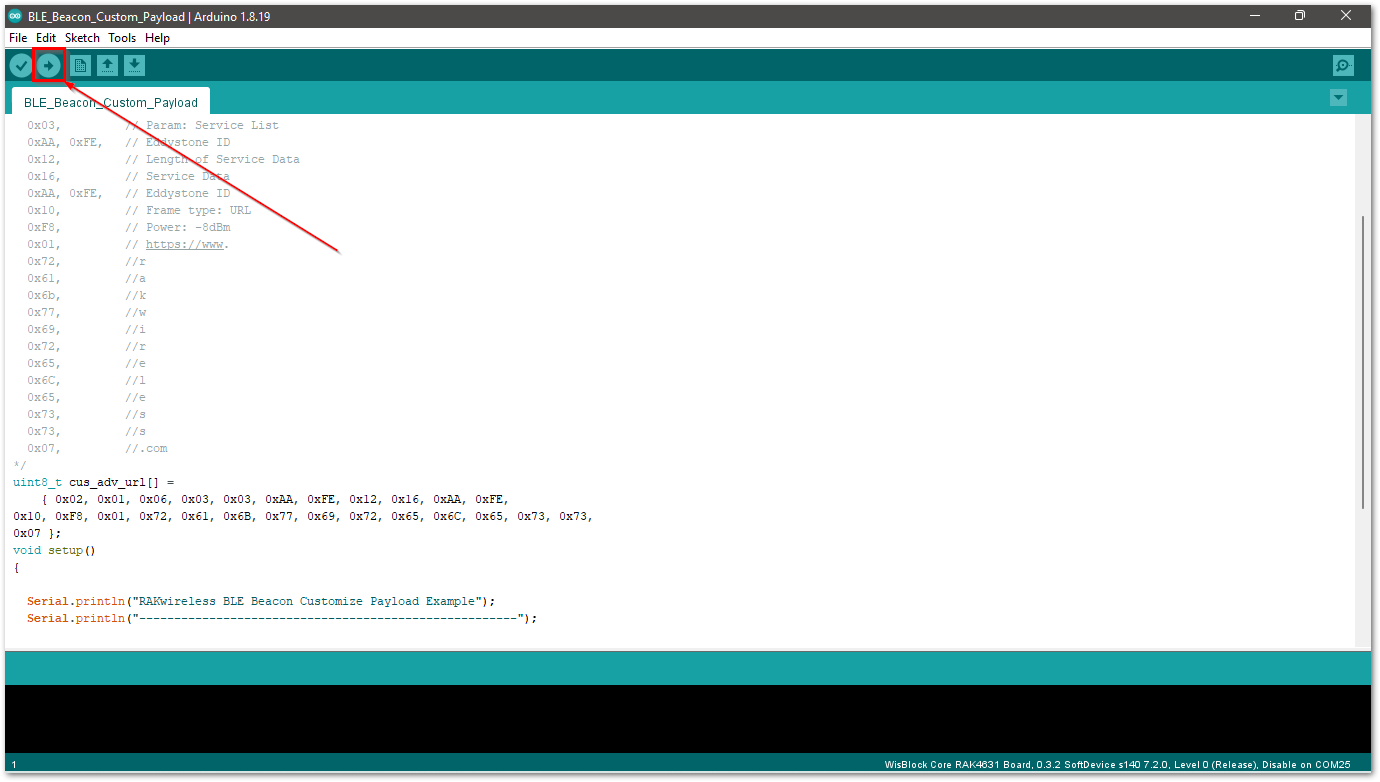 BLE_Beacon_Custom_Payload | Arduino 1.8.19
File Edit Sketch Tools Help
BLE_Beacon_Custom_Payload
0x03, // Param: Service List
0xAA, 0xFE, // Eddystone ID
0x12, // Length of Service Data
0x16, // Service Data
0xAA, 0xFE, // Eddystone ID
0x10, // Frame type: URL
0xF8, // Power: -8dBm
0x01, // https://www.
0x72, //r
0x61, //a
0x6b, //k
0x77, //w
0x69, //i
0x72, //r
0x65, //e
0x6C, //l
0x65, //e
0x73, //s
0x73, //s
0x07, //.com
*/
uint8_t cus_adv_url[] =
{ 0x02, 0x01, 0x06, 0x03, 0x03, 0xAA, 0xFE, 0x12, 0x16, 0xAA, 0xFE,
0x10, 0xF8, 0x01, 0x72, 0x61, 0x6B, 0x77, 0x69, 0x72, 0x65, 0x6C, 0x65, 0x73, 0x73,
0x07 };
void setup()
{
Serial.println("RAKwireless BLE Beacon Customize Payload Example");
Serial.println("------------------------------------------------------");
1 WisBlock Core RAK4631 Board, 0.3.2 SoftDevice s140 7.2.0, Level 0 (Release), Disable on COM25